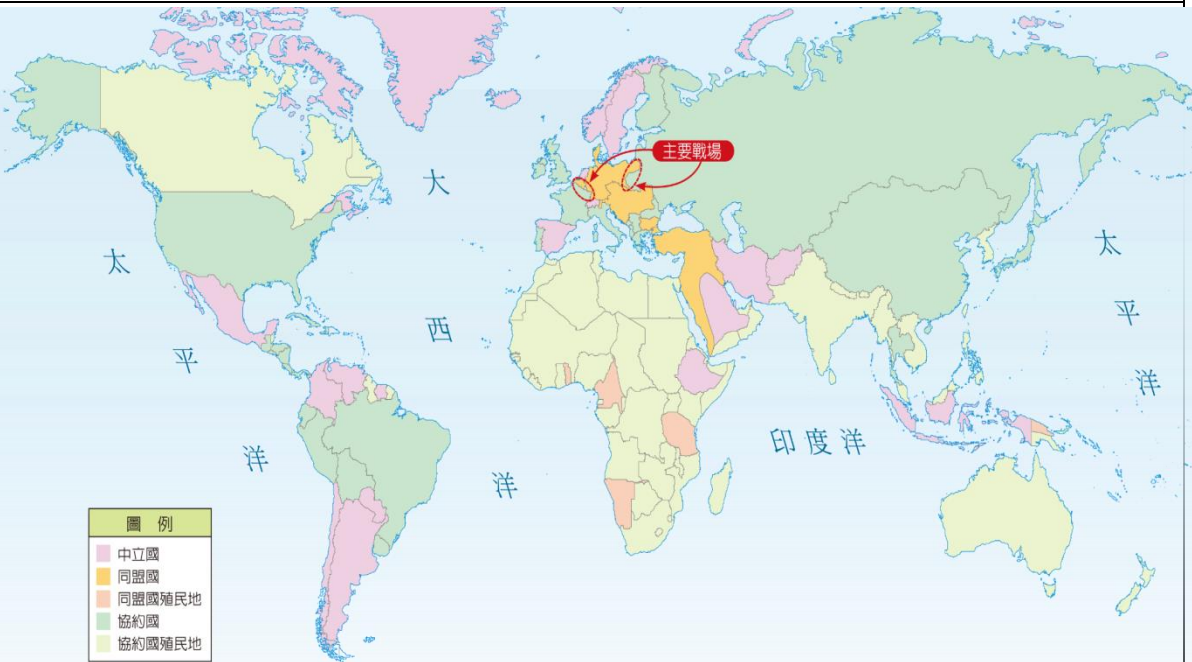 主要戰場
大
西
洋
太
平
洋
太
平
洋
印度洋
圖例
中立國
同盟國
同盟國殖民地
協約國
協約國殖民地